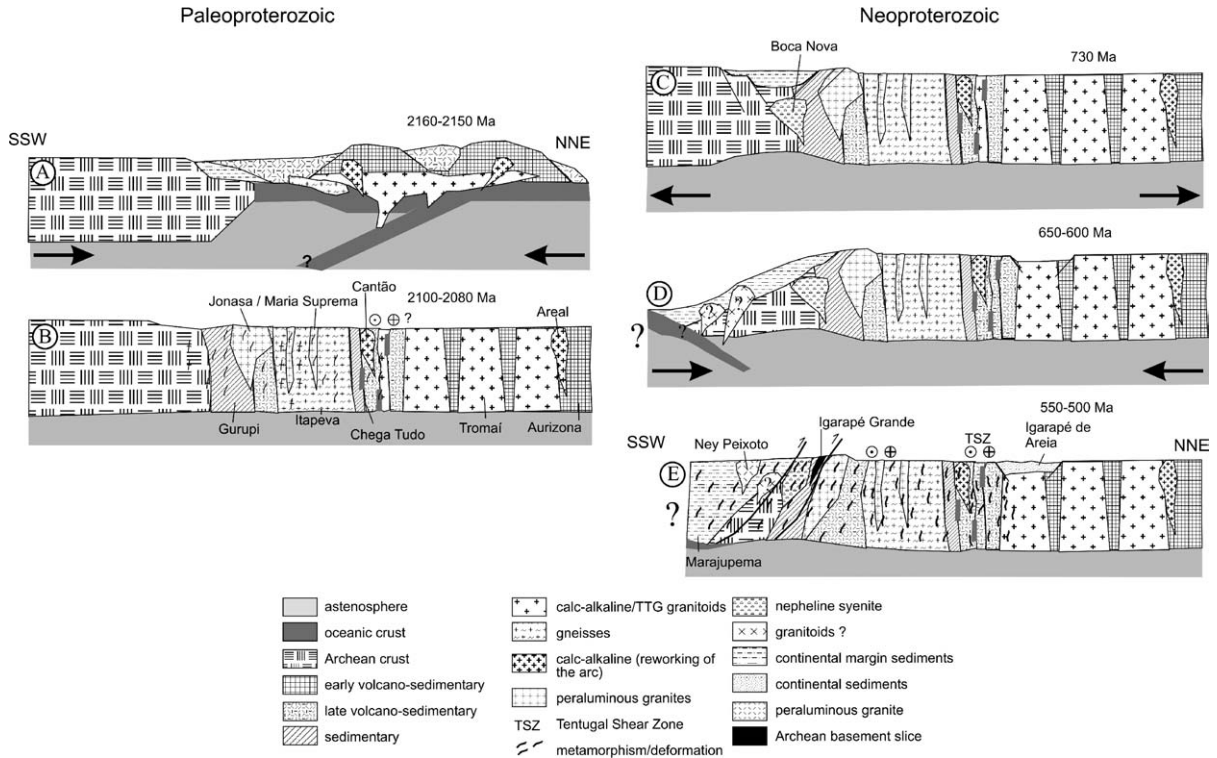 Paleoproterozoic
Neoproterozoic
SSW
2160-2150 Ma
NNE
A
?
Jonasa / Maria Suprema
Cantão
2100-2080 Ma
?
Areal
B
Gurupi
Itapeva
Chega Tudo
Tromaí
Aurizona
Boca Nova
730 Ma
C
650-600 Ma
D
?
?
?
?
550-500 Ma
SSW
Ney Peixoto
Igarapé Grande
TSZ
Igarapé de
Areia
NNE
E
?
?
Marajupema
astenosphere
oceanic crust
Archean crust
early volcano-sedimentary
late volcano-sedimentary
sedimentary
calc-alkaline/TTG granitoids
gneisses
calc-alkaline (reworking of
the arc)
peraluminous granites
TSZ Tentugal Shear Zone
metamorphism/deformation
nepheline syenite
granitoids ?
continental margin sediments
continental sediments
peraluminous granite
Archean basement slice